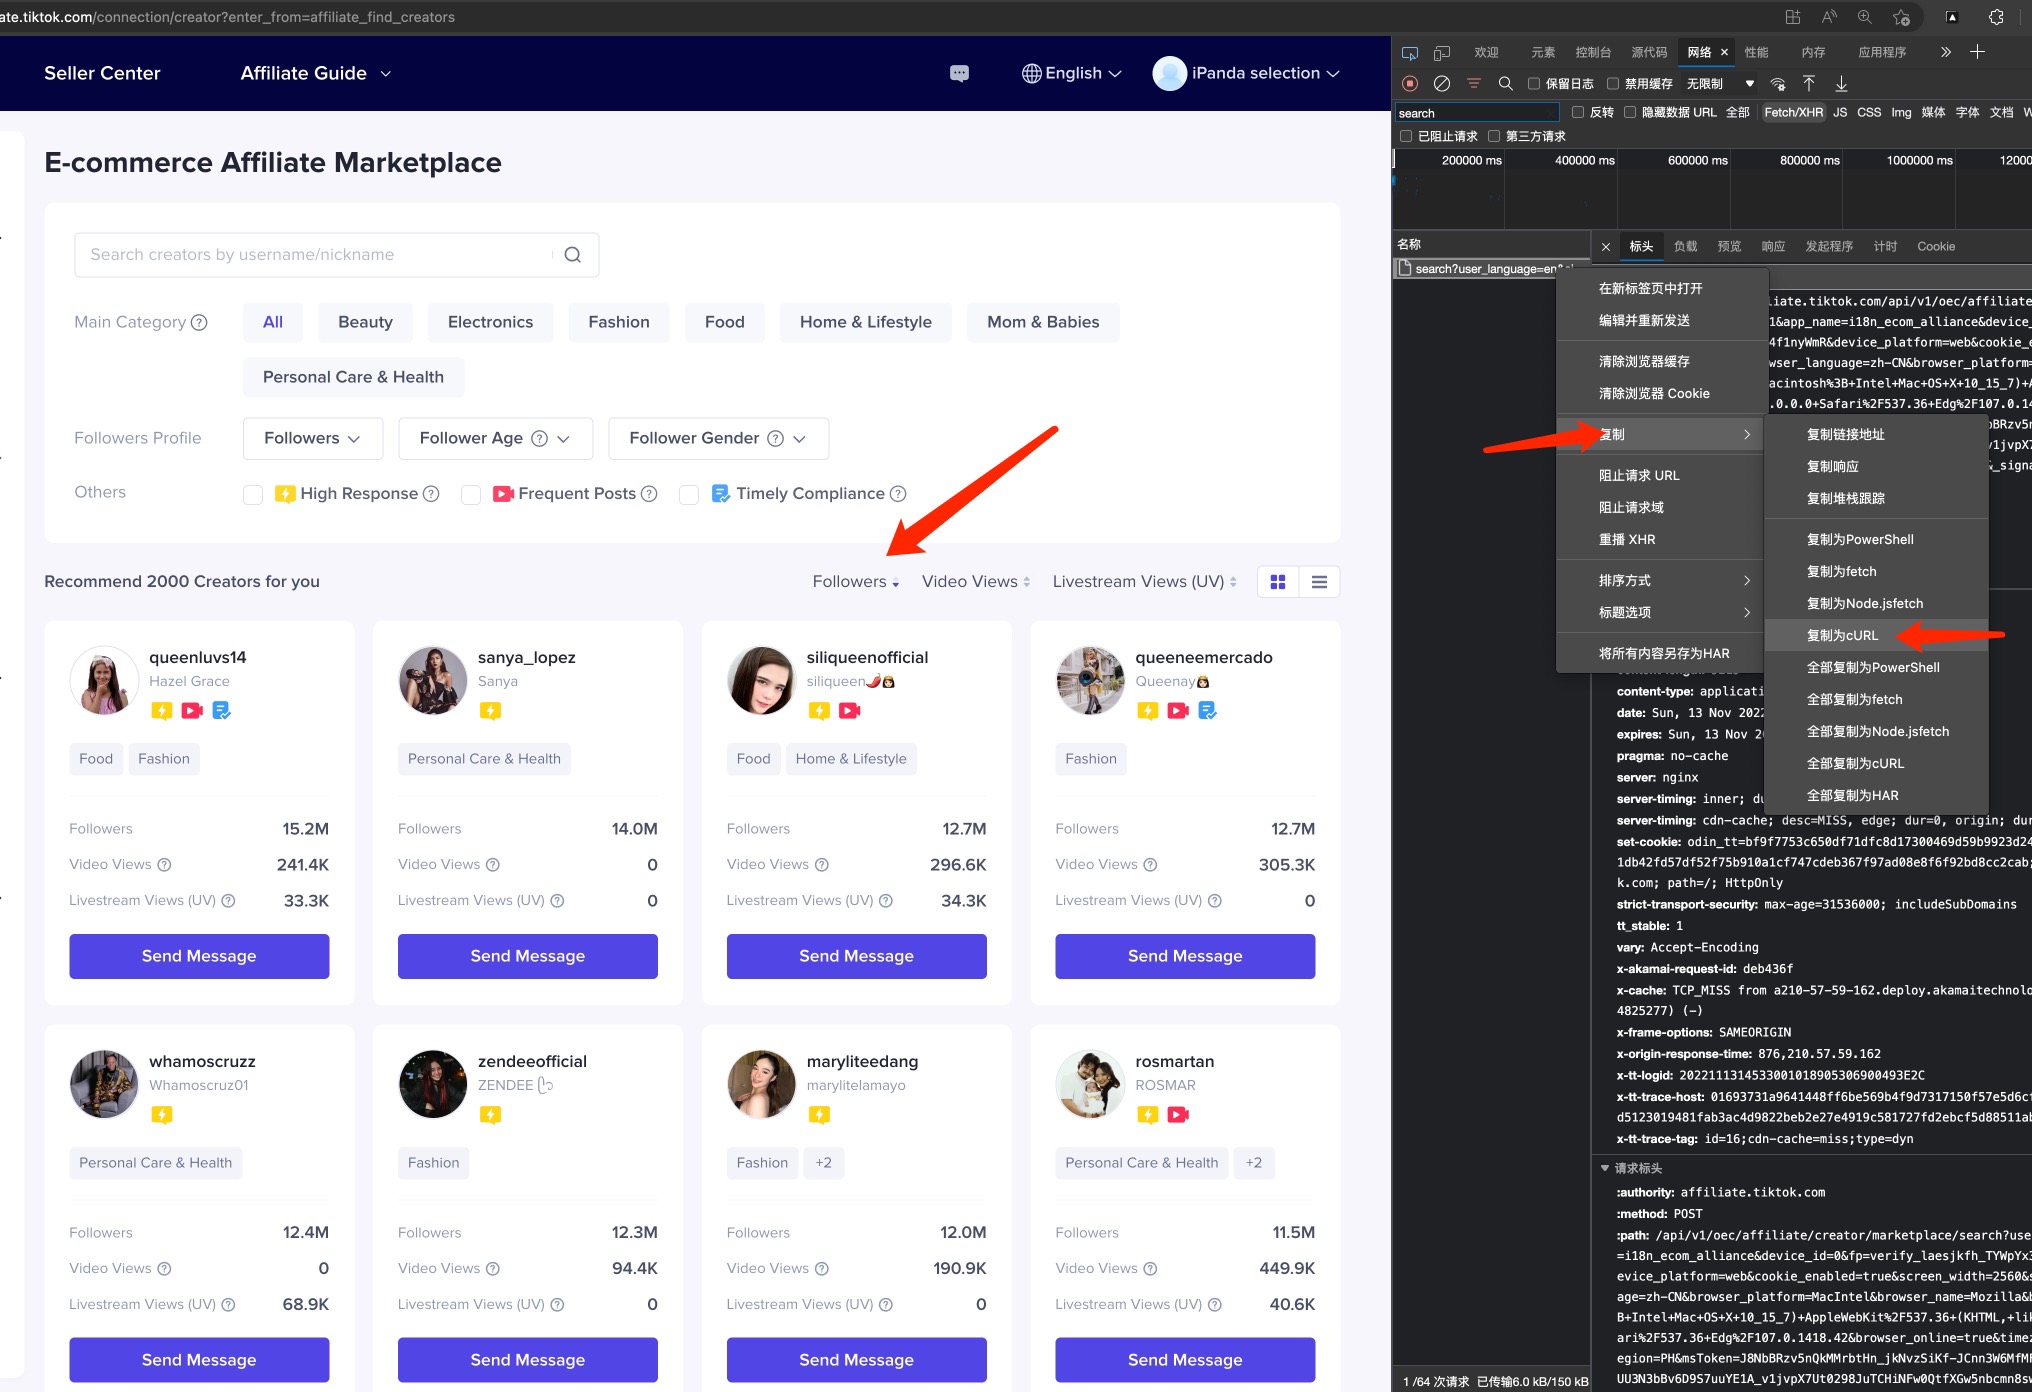 ate.tiktok.com/connection/creator?enter_from=affiliate_find_creators
Seller Center
Affiliate Guide
English
iPanda selection
E-commerce Affiliate Marketplace
Search creators by username/nickname
Main Category
All
Beauty
Electronics
Fashion
Food
Home & Lifestyle
Mom & Babies
Personal Care & Health
Followers Profile
Followers
Follower Age
Follower Gender
Others
High Response
Frequent Posts
Timely Compliance
Recommend 2000 Creators for you
Followers
Video Views
Livestream Views (UV)
queenluvs14
Hazel Grace
Food
Fashion
Followers 15.2M
Video Views 241.4K
Livestream Views (UV) 33.3K
Send Message
sanya_lopez
Sanya
Personal Care & Health
Followers 14.0M
Video Views 0
Livestream Views (UV) 0
Send Message
siliqueenofficial
siliqueen🌶️👸
Food
Home & Lifestyle
Followers 12.7M
Video Views 296.6K
Livestream Views (UV) 34.3K
Send Message
queeneemercado
Queenay👸
Fashion
Followers 12.7M
Video Views 305.3K
Livestream Views (UV) 0
Send Message
whamoscruzz
Whamoscruz01
Personal Care & Health
Followers 12.4M
Video Views 0
Livestream Views (UV) 68.9K
Send Message
zendeeofficial
ZENDEE
Fashion
Followers 12.3M
Video Views 94.4K
Livestream Views (UV) 0
Send Message
maryliteedang
marylitelamayo
Fashion
+2
Followers 12.0M
Video Views 190.9K
Livestream Views (UV) 0
Send Message
rosmartan
ROSMAR
Personal Care & Health
+2
Followers 11.5M
Video Views 449.9K
Livestream Views (UV) 40.6K
Send Message
欢迎 元素 控制台 源代码 网络 性能 内存 应用程序
保留日志 禁用缓存 无限制
search 反转 隐藏数据 URL 全部 Fetch/XHR JS CSS Img 媒体 字体 文档 W
已阻止请求 第三方请求
200000 ms 400000 ms 600000 ms 800000 ms 1000000 ms 12000
名称
标头 负载 预览 响应 发起程序 计时 Cookie
search?user_language=en&
在新标签页中打开
编辑并重新发送
清除浏览器缓存
清除浏览器 Cookie
复制
阻止请求 URL
阻止请求域
重播 XHR
排序方式
标题选项
将所有内容另存为HAR
复制链接地址
复制响应
复制堆栈跟踪
复制为PowerShell
复制为fetch
复制为Node.jsfetch
复制为cURL
全部复制为PowerShell
全部复制为fetch
全部复制为Node.jsfetch
全部复制为cURL
全部复制为HAR
liate.tiktok.com/api/v1/oec/affiliate
1&app_name=i18n_ecom_alliance&device_
4f1nyWmR&device_platform=web&cookie_e
wser_language=zh-CN&browser_platform=
acintosh%3B+Intel+Mac+OS+X+10_15_7)+A
.0.0.0+Safari%2F537.36+Edg%2F107.0.14
BRzv5n
v1jvpX7
&_signa
content-type: applicati
date: Sun, 13 Nov 2022
expires: Sun, 13 Nov 2
pragma: no-cache
server: nginx
server-timing: inner; du
server-timing: cdn-cache; desc=MISS, edge; dur=0, origin; dur
set-cookie: odin_tt=bf9f7753c650df71dfc8d17300469d59b9923d24
1db42fd57df52f75b910a1cf747cdeb367f97ad08e8f6f92bd8cc2cab;
k.com; path=/; HttpOnly
strict-transport-security: max-age=31536000; includeSubDomains
tt_stable: 1
vary: Accept-Encoding
x-akamai-request-id: deb436f
x-cache: TCP_MISS from a210-57-59-162.deploy.akamaitechnolo
4825277) (-)
x-frame-options: SAMEORIGIN
x-origin-response-time: 876,210.57.59.162
x-tt-logid: 202211131453300101890530690​0493E2C
x-tt-trace-host: 01693731a9641448ff6be569b4f9d7317150f57e5d6cf
d5123019481fab3ac4d9822beb2e27e4919c581727fd2ebcf5d88511ab
x-tt-trace-tag: id=16;cdn-cache=miss;type=dyn
请求标头
:authority: affiliate.tiktok.com
:method: POST
:path: /api/v1/oec/affiliate/creator/marketplace/search?use
=i18n_ecom_alliance&device_id=0&fp=verify_laesjkfh_TYWpYx3
evice_platform=web&cookie_enabled=true&screen_width=2560&s
age=zh-CN&browser_platform=MacIntel&browser_name=Mozilla&b
B+Intel+Mac+OS+X+10_15_7)+AppleWebKit%2F537.36+(KHTML,+lik
ari%2F537.36+Edg%2F107.0.1418.42&browser_online=true&timez
egion=PH&msToken=J8NbBRzv5nQkMMrbtHn_jkNvzSiKf-JCnn3W6MfMF
UU3N3bBv6D9S7uuYE1A_v1jvpX7Ut0298JuTCHiNFw0QtfXGw5nbcmn8sw
1 /64 次请求 已传输6.0 kB/150 kB